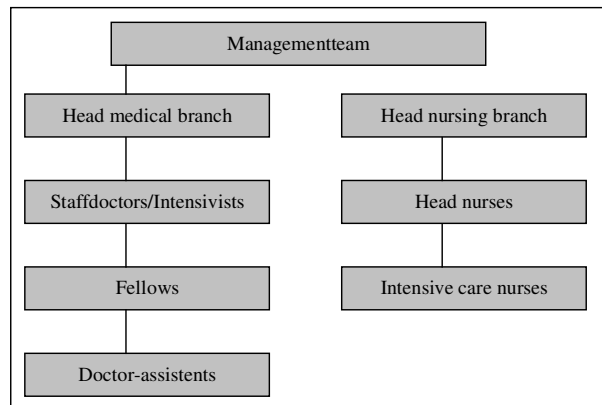 Managementteam
Head medical branch
Head nursing branch
Staffdoctors/Intensivists
Head nurses
Fellows
Intensive care nurses
Doctor-assistents